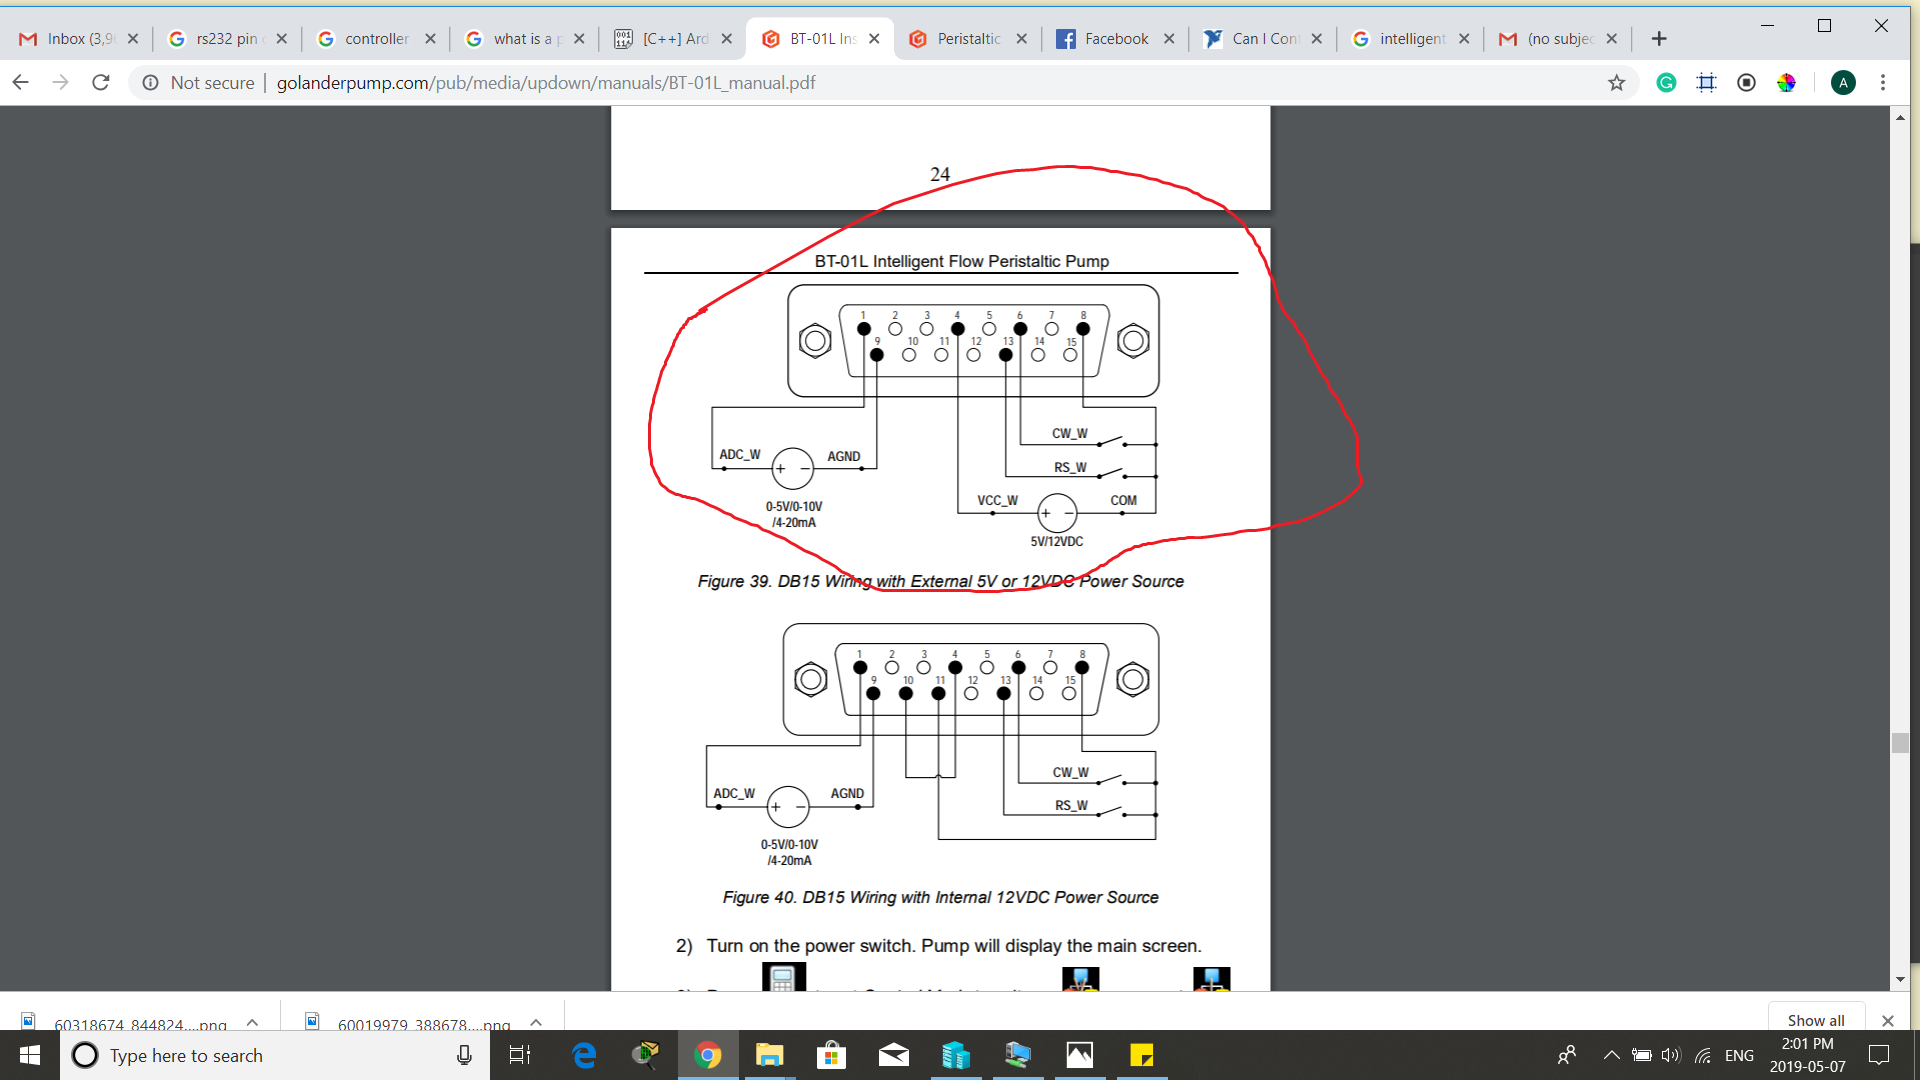 Inbox (3,9
rs232 pin
controller
what is a p
[C++] Ard
BT-01L Ins
Peristaltic
Facebook
Can I Cont
intelligent
(no subjec
Not secure | golanderpump.com/pub/media/updown/manuals/BT-01L_manual.pdf
A
24
BT-01L Intelligent Flow Peristaltic Pump
1 2 3 4 5 6 7 8
9 10 11 12 13 14 15
CW_W
ADC_W AGND RS_W
VCC_W COM
0-5V/0-10V
/4-20mA
5V/12VDC
Figure 39. DB15 Wiring with External 5V or 12VDC Power Source
1 2 3 4 5 6 7 8
9 10 11 12 13 14 15
CW_W
ADC_W AGND RS_W
0-5V/0-10V
/4-20mA
Figure 40. DB15 Wiring with Internal 12VDC Power Source
2) Turn on the power switch. Pump will display the main screen.
60318674_844824....png
60019979_388678....png
Show all
Type here to search
ENG
2:01 PM
2019-05-07